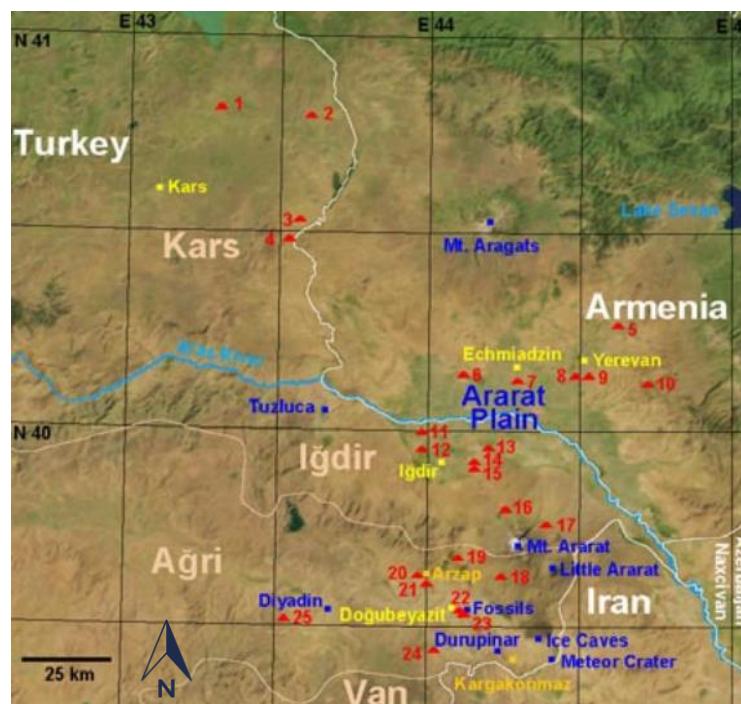 E 43
E 44
E 4
N 41
1
2
Turkey
Kars
Lake Sevan
3
4
Kars
Mt. Aragats
Armenia
5
Aras River
Echmiadzin
Yerevan
6
7
8
9
10
Ararat
Plain
Tuzluca
N 40
11
Iğdir
12
13
14
Iğdir
15
16
17
Mt. Ararat
Ağri
19
20
Arzap
18
Little Ararat
21
Diyadin
22
Iran
Naxcivan
Azerbaijan
Doğubeyazit
Fossils
25
23
Durupinar
Ice Caves
24
Meteor Crater
25 km
N
Van
Kargakonmaz